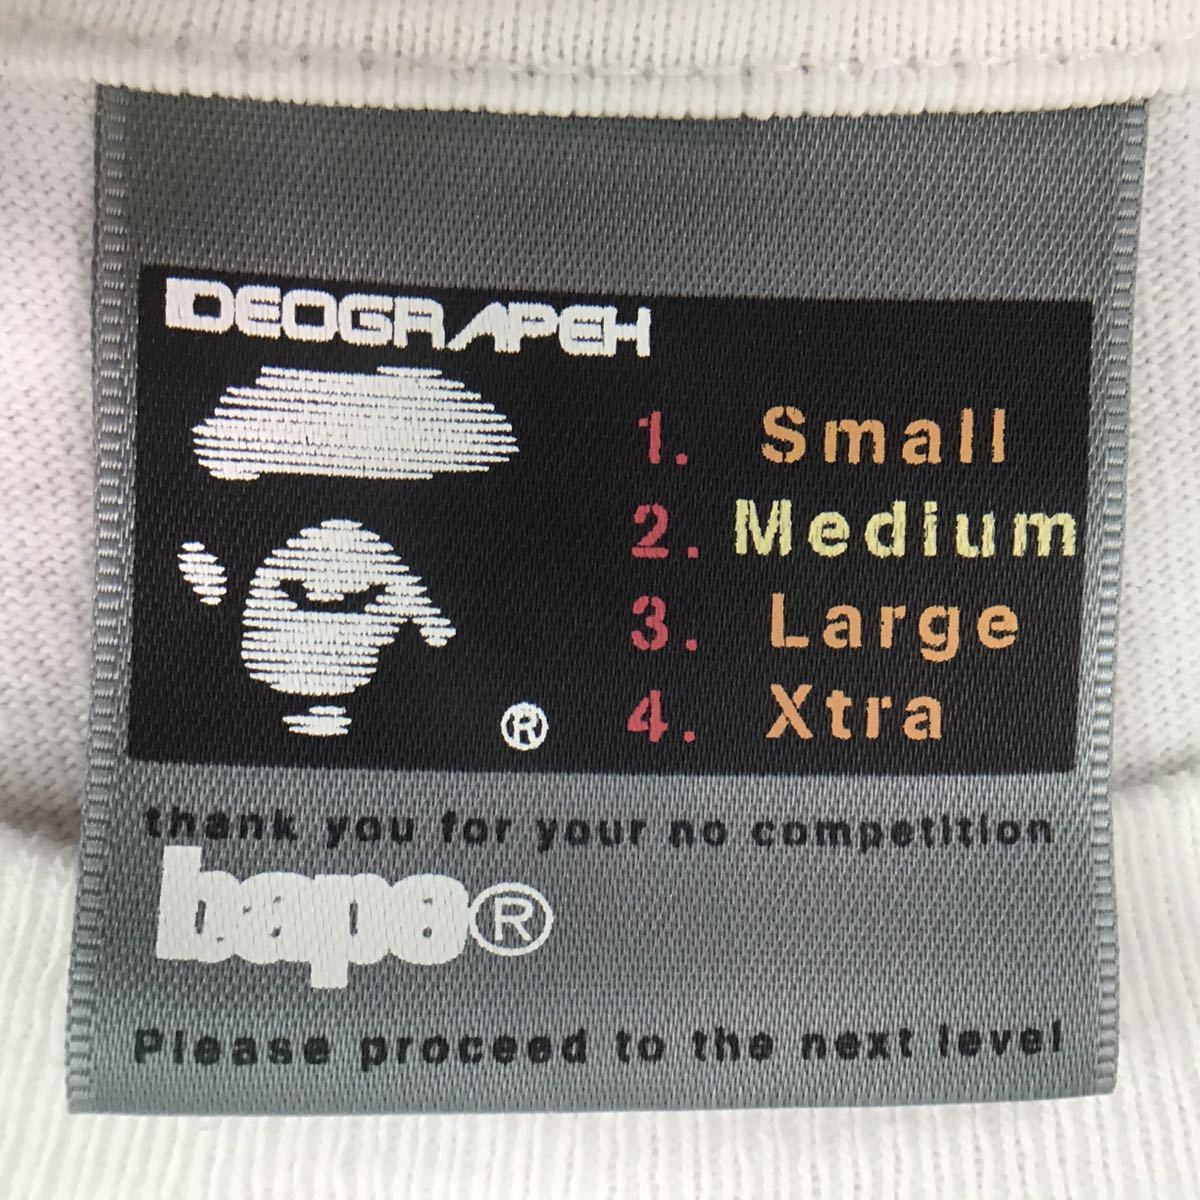 IDEOGRAPEH
1. Small
2. Medium
3. Large
4. Xtra
®
thank you for your no competition
bape®
Please proceed to the next level